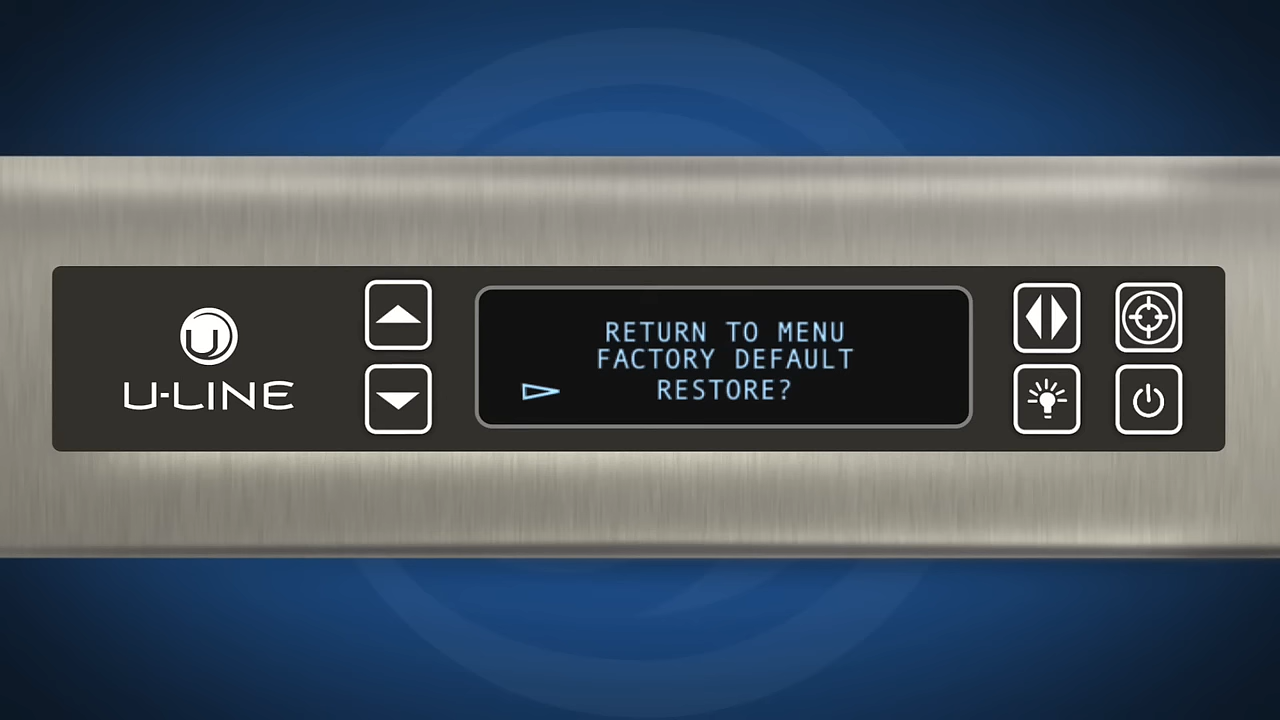 U
U-LINE
RETURN TO MENU
FACTORY DEFAULT
RESTORE?